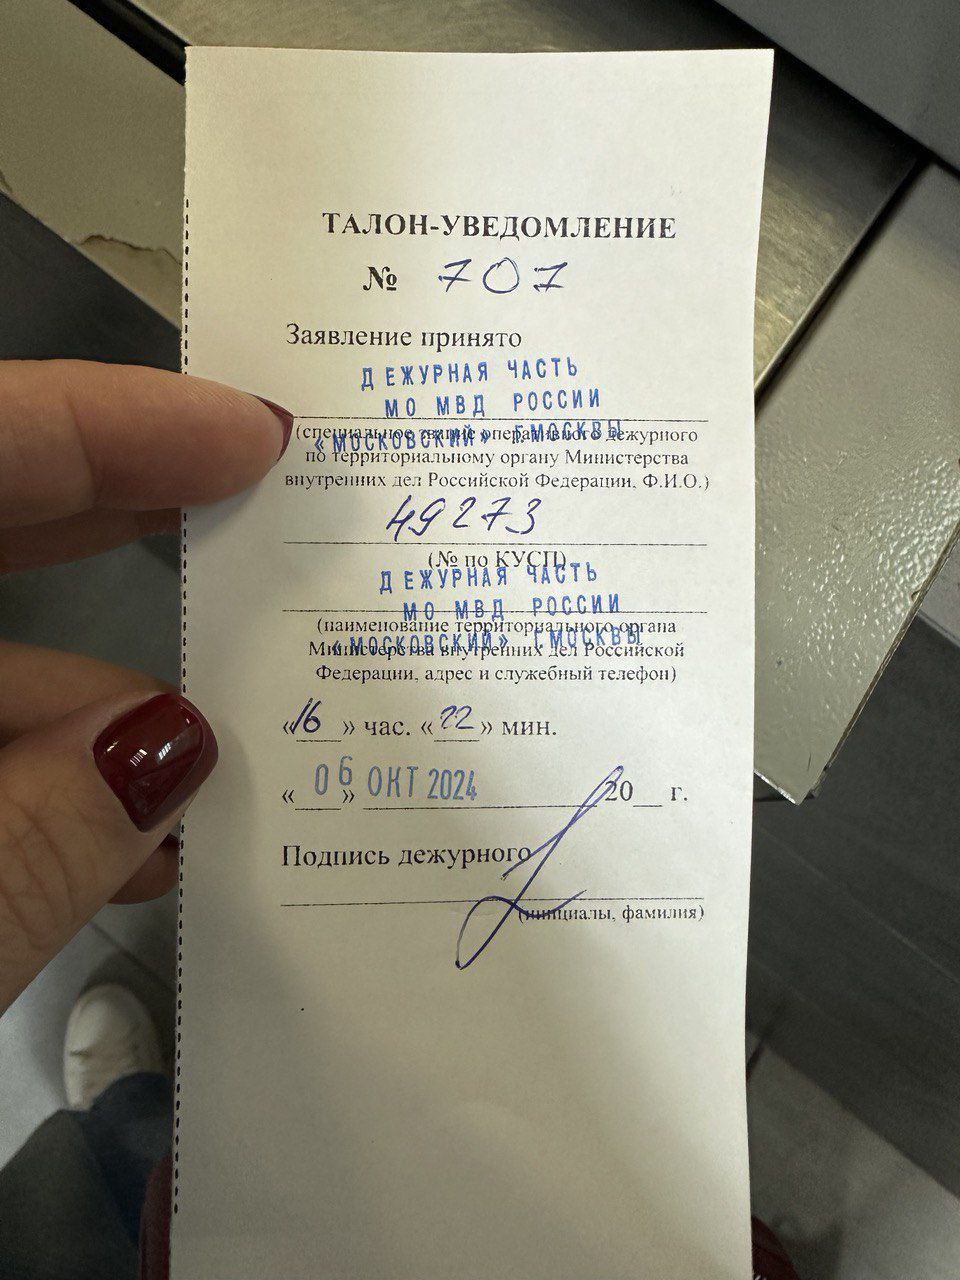 ТАЛОН-УВЕДОМЛЕНИЕ
№ 707
Заявление принято
ДЕЖУРНАЯ ЧАСТЬ
МО МВД РОССИИ
«МОСКОВСКИЙ» Г.МОСКВЫ
(специальное звание оперативного дежурного
по территориальному органу Министерства
внутренних дел Российской Федерации, Ф.И.О.)
49273
(№ по КУСП)
ДЕЖУРНАЯ ЧАСТЬ
МО МВД РОССИИ
(наименование территориального органа
«МОСКОВСКИЙ» Г.МОСКВЫ
Министерства внутренних дел Российской
Федерации, адрес и служебный телефон)
«16» час. «22» мин.
«06» ОКТ 2024 20__ г.
Подпись дежурного
(инициалы, фамилия)